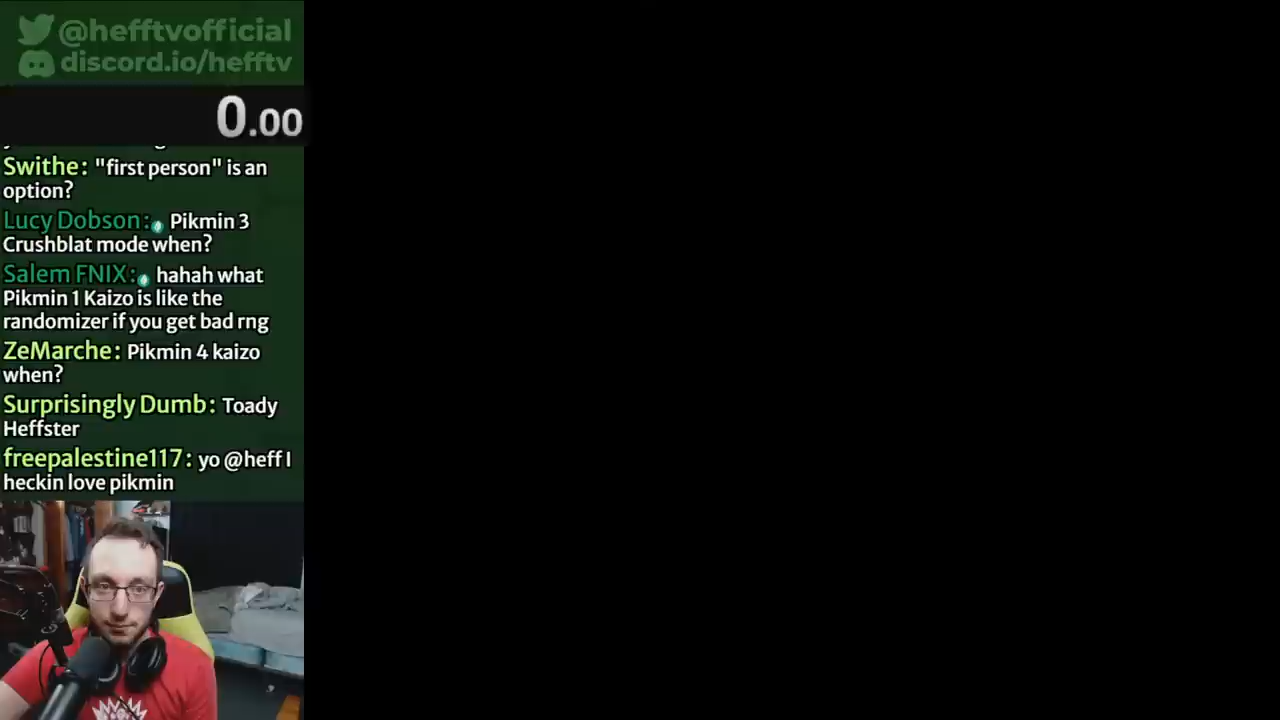 @hefftvofficial
discord.io/hefftv
0.00
Swithe: "first person" is an
option?
Lucy Dobson: Pikmin 3
Crushblat mode when?
Salem FNIX: hahah what
Pikmin 1 Kaizo is like the
randomizer if you get bad rng
ZeMarche: Pikmin 4 kaizo
when?
Surprisingly Dumb: Toady
Heffster
freepalestine117: yo @heff I
heckin love pikmin